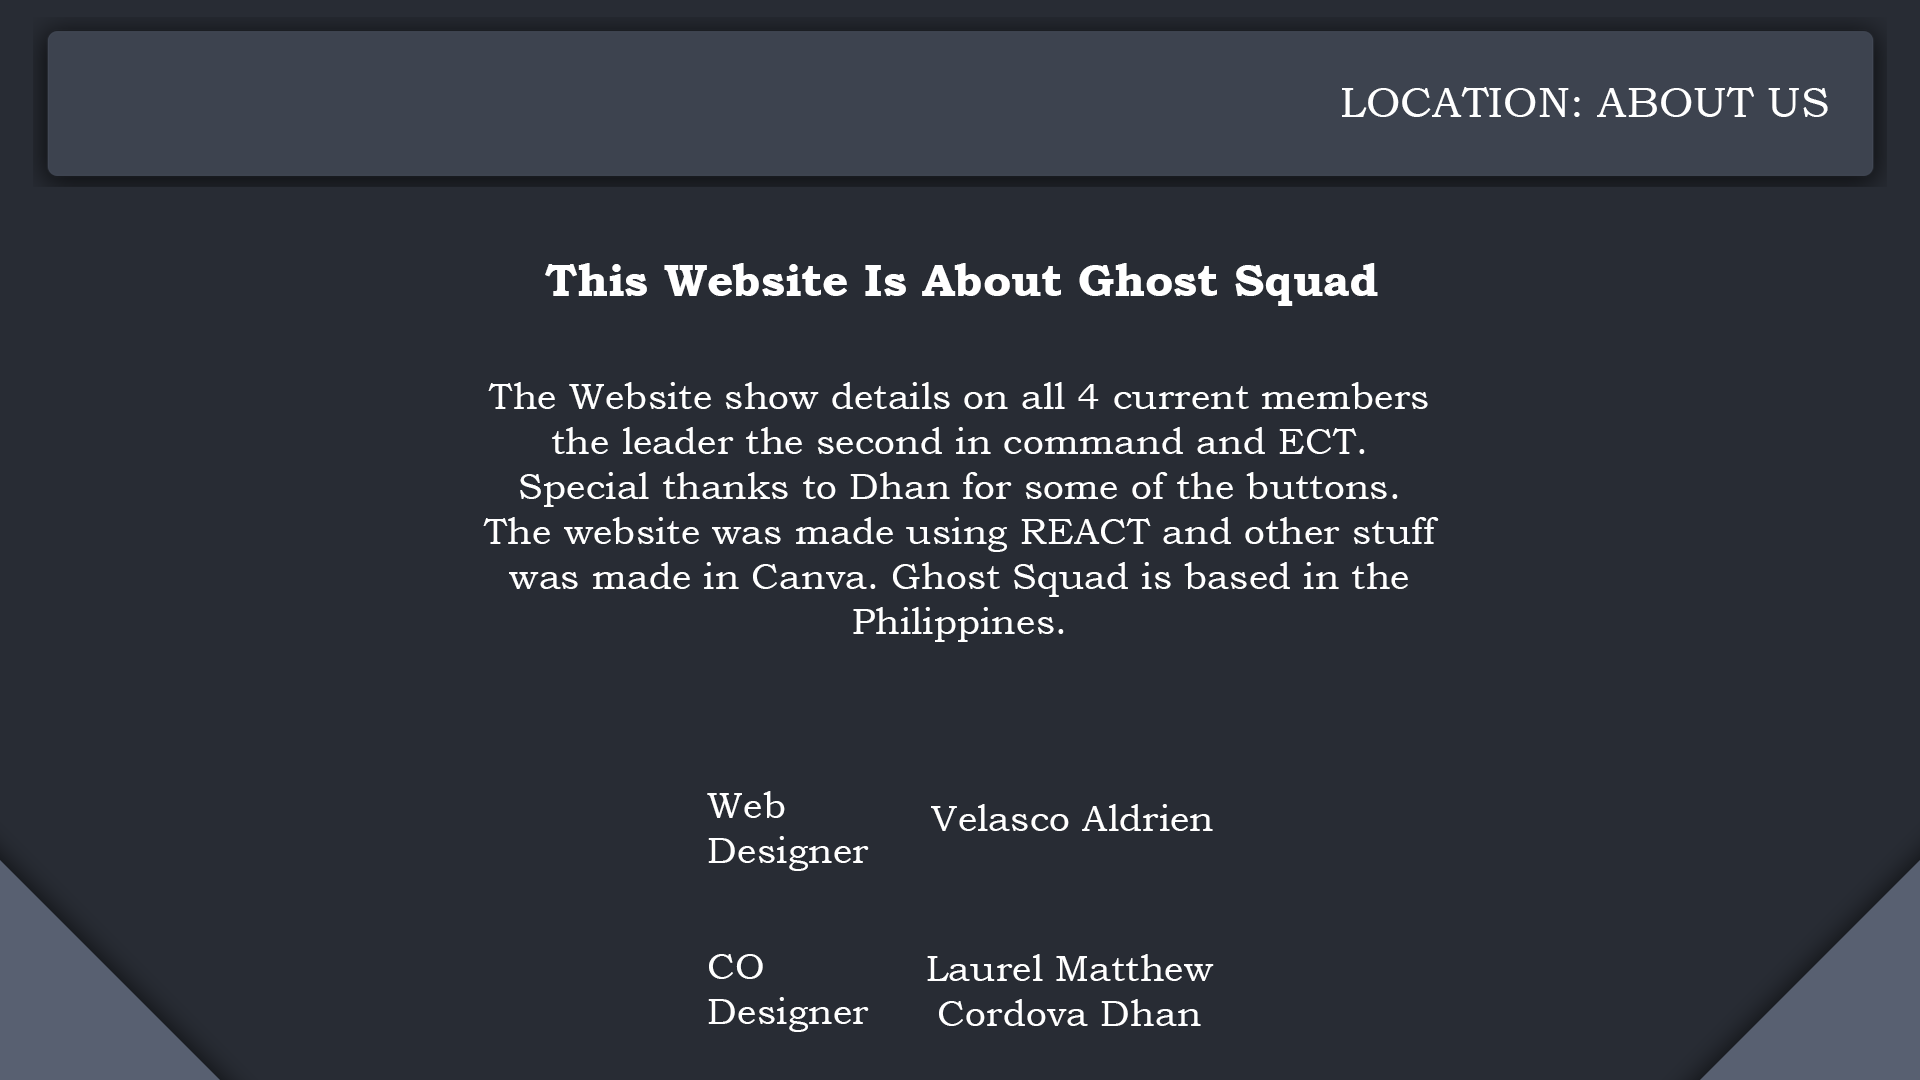 LOCATION: ABOUT US
This Website Is About Ghost Squad
The Website show details on all 4 current members
the leader the second in command and ECT.
Special thanks to Dhan for some of the buttons.
The website was made using REACT and other stuff
was made in Canva. Ghost Squad is based in the
Philippines.
Web
Designer
Velasco Aldrien
CO
Designer
Laurel Matthew
Cordova Dhan